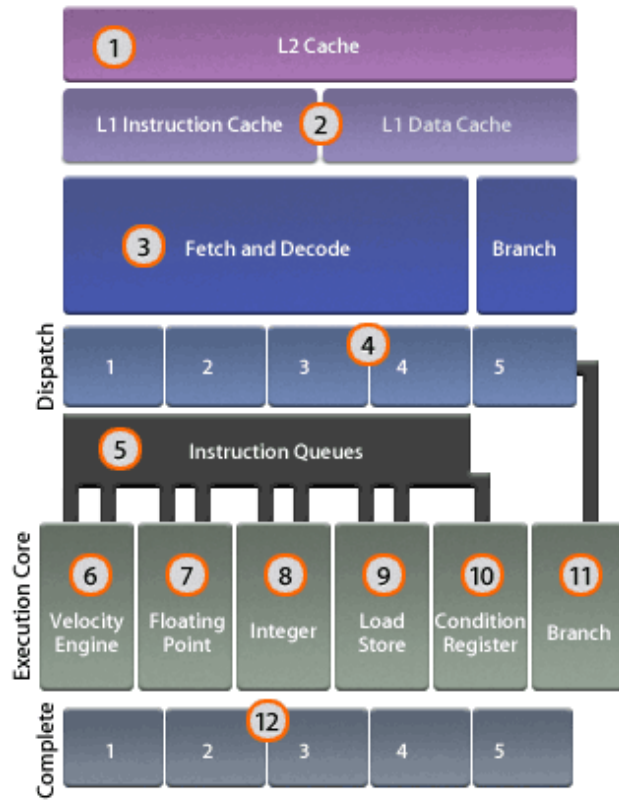 1
L2 Cache
L1 Instruction Cache
2
L1 Data Cache
3
Fetch and Decode
Branch
Dispatch
4
1
2
3
4
5
5
Instruction Queues
Execution Core
6
Velocity
Engine
7
Floating
Point
8
Integer
9
Load
Store
10
Condition
Register
11
Branch
Complete
12
1
2
3
4
5